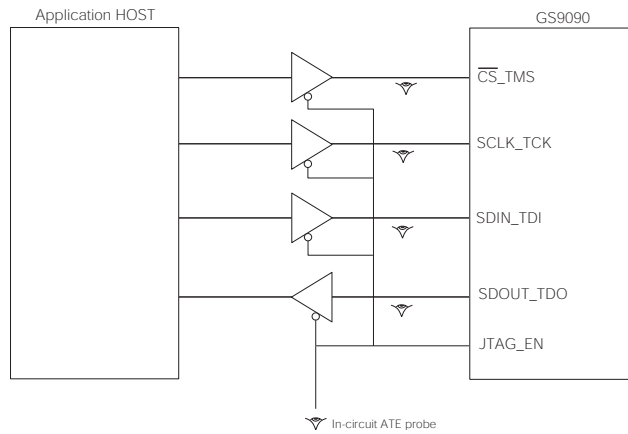 Application HOST
GS9090
CS_TMS
SCLK_TCK
SDIN_TDI
SDOUT_TDO
JTAG_EN
In-circuit ATE probe